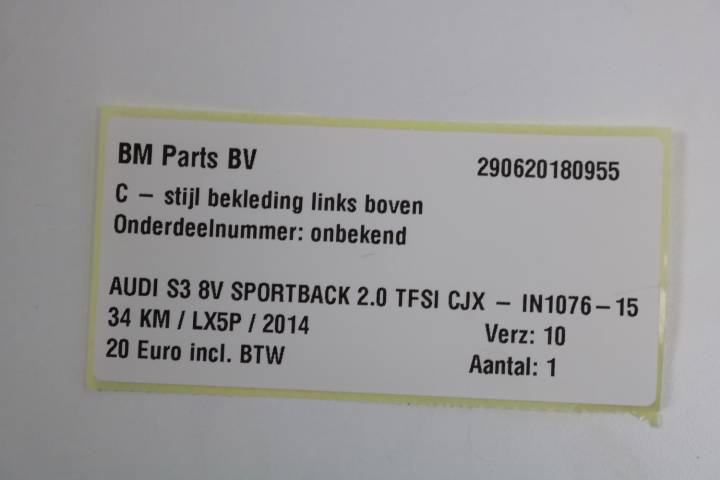 BM Parts BV 290620180955
C – stijl bekleding links boven
Onderdeelnummer: onbekend
AUDI S3 8V SPORTBACK 2.0 TFSI CJX – IN1076-15
34 KM / LX5P / 2014 Verz: 10
20 Euro incl. BTW Aantal: 1